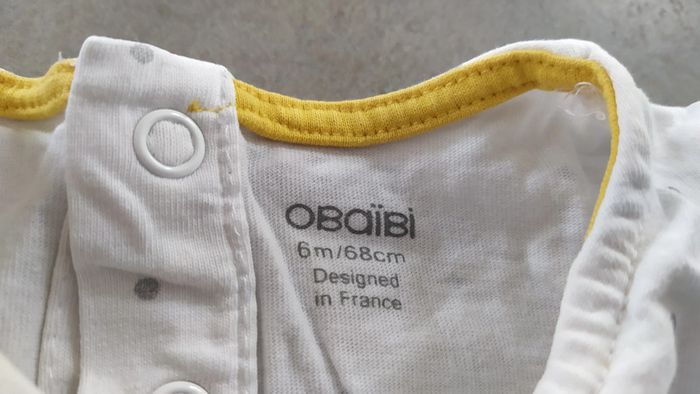 OBaïBi
6m/68cm
Designed
in France